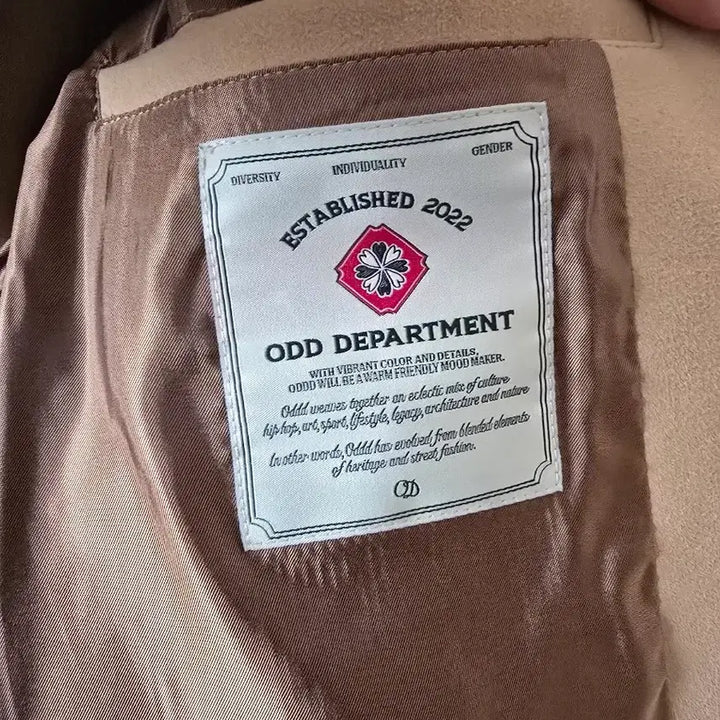 DIVERSITY INDIVIDUALITY GENDER
ESTABLISHED 2022
ODD DEPARTMENT
WITH VIBRANT COLOR AND DETAILS,
ODDD WILL BE A WARM FRIENDLY MOOD MAKER.
Oddd weaves together an eclectic mix of culture
hip hop, art, sport, lifestyle, legacy, architecture and nature
In other words, Oddd has evolved from blended elements
of heritage and street fashion.
OD